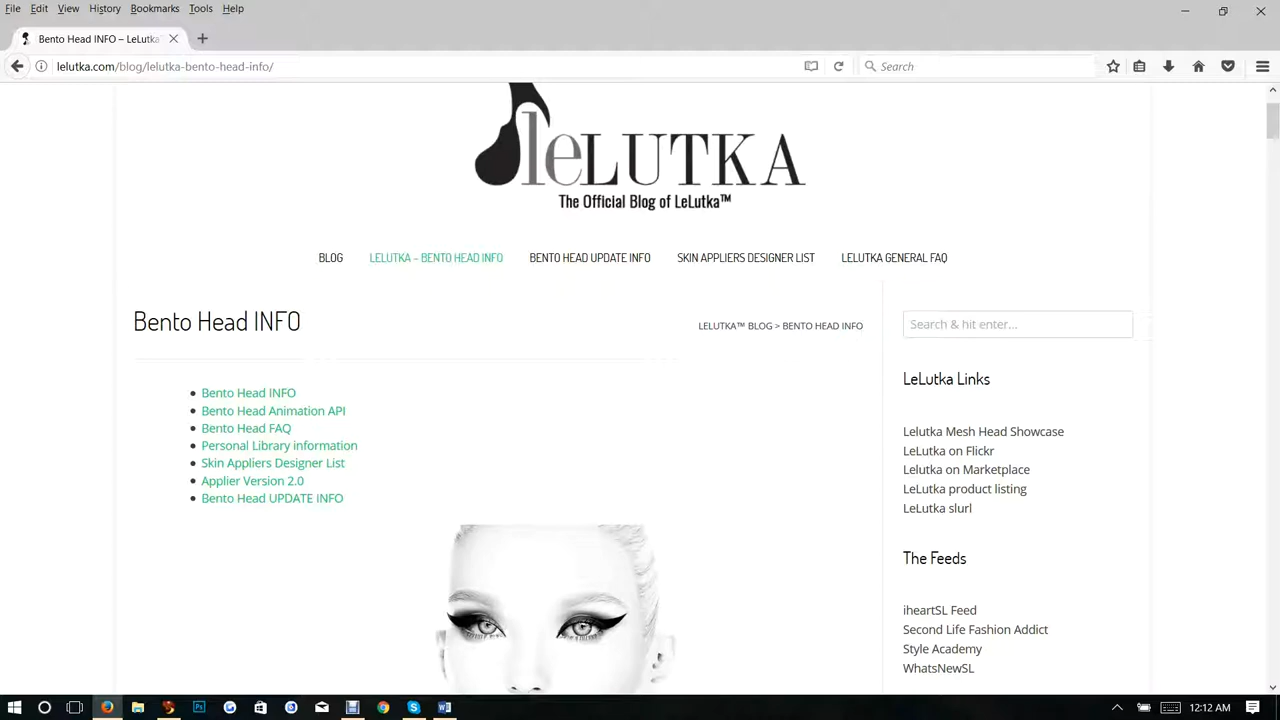 File Edit View History Bookmarks Tools Help
Bento Head INFO – LeLutka
lelutka.com/blog/lelutka-bento-head-info/
Search
leLUTKA
The Official Blog of LeLutka™
BLOG LELUTKA – BENTO HEAD INFO BENTO HEAD UPDATE INFO SKIN APPLIERS DESIGNER LIST LELUTKA GENERAL FAQ
Bento Head INFO
LELUTKA™ BLOG > BENTO HEAD INFO
Bento Head INFO
Bento Head Animation API
Bento Head FAQ
Personal Library information
Skin Appliers Designer List
Applier Version 2.0
Bento Head UPDATE INFO
Search & hit enter...
LeLutka Links
Lelutka Mesh Head Showcase
LeLutka on Flickr
Lelutka on Marketplace
LeLutka product listing
LeLutka slurl
The Feeds
iheartSL Feed
Second Life Fashion Addict
Style Academy
WhatsNewSL
12:12 AM